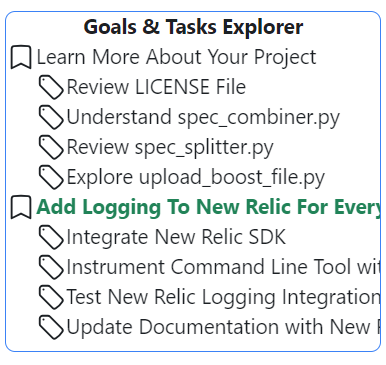 Goals & Tasks Explorer
Learn More About Your Project
Review LICENSE File
Understand spec_combiner.py
Review spec_splitter.py
Explore upload_boost_file.py
Add Logging To New Relic For Every
Integrate New Relic SDK
Instrument Command Line Tool
Test New Relic Logging Integration
Update Documentation with New